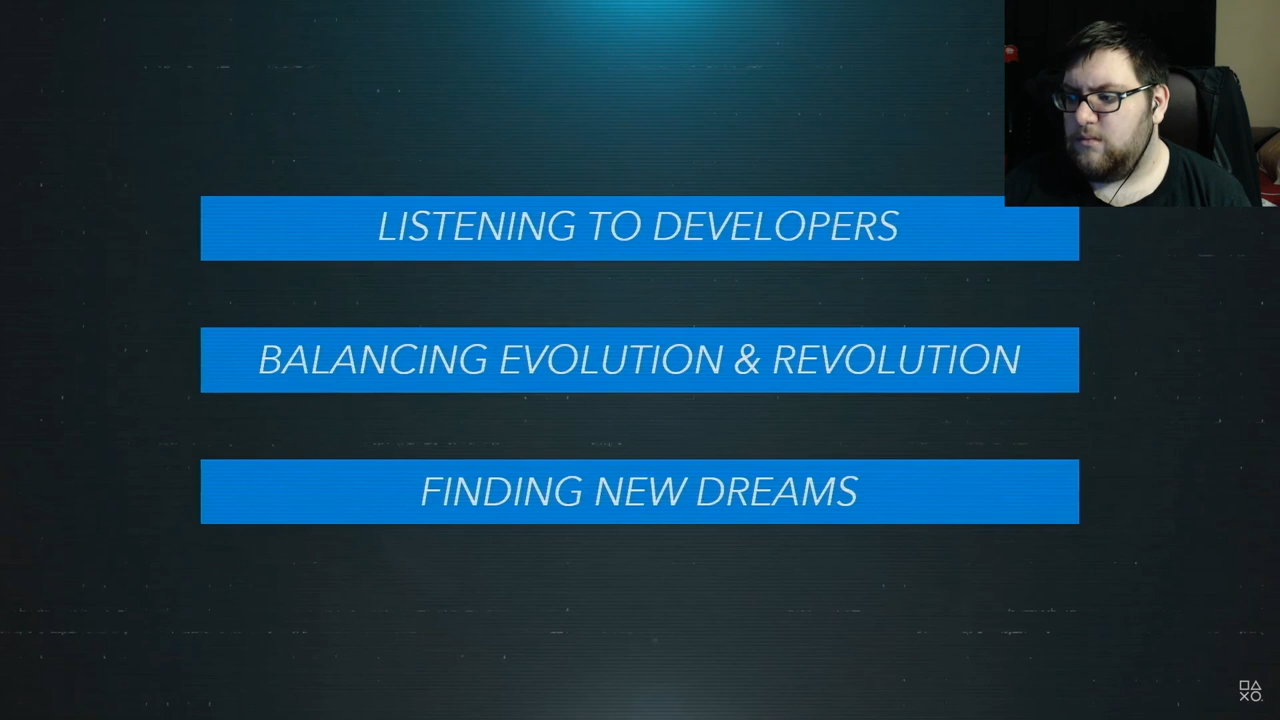 LISTENING TO DEVELOPERS
BALANCING EVOLUTION & REVOLUTION
FINDING NEW DREAMS